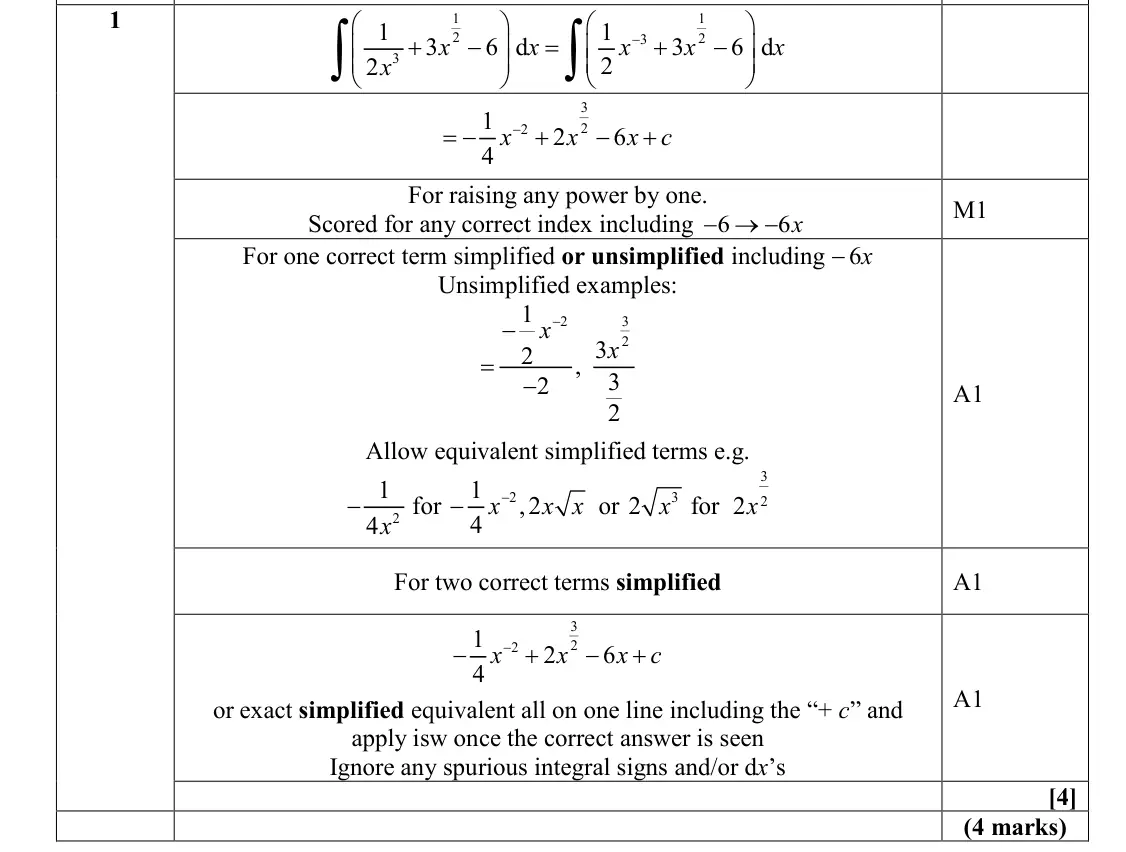 1
∫(1/(2x³) + 3x^(1/2) − 6) dx = ∫(1/2 x⁻³ + 3x^(1/2) − 6) dx
= −1/4 x⁻² + 2x^(3/2) − 6x + c
For raising any power by one.
Scored for any correct index including −6 → −6x
M1
For one correct term simplified or unsimplified including − 6x
Unsimplified examples:
= (−1/2 x⁻²)/(−2), (3x^(3/2))/(3/2)
A1
Allow equivalent simplified terms e.g.
−1/(4x²) for −1/4 x⁻², 2x√x or 2√x³ for 2x^(3/2)
For two correct terms simplified
A1
−1/4 x⁻² + 2x^(3/2) − 6x + c
or exact simplified equivalent all on one line including the “+ c” and
A1
apply isw once the correct answer is seen
Ignore any spurious integral signs and/or dx’s
[4]
(4 marks)